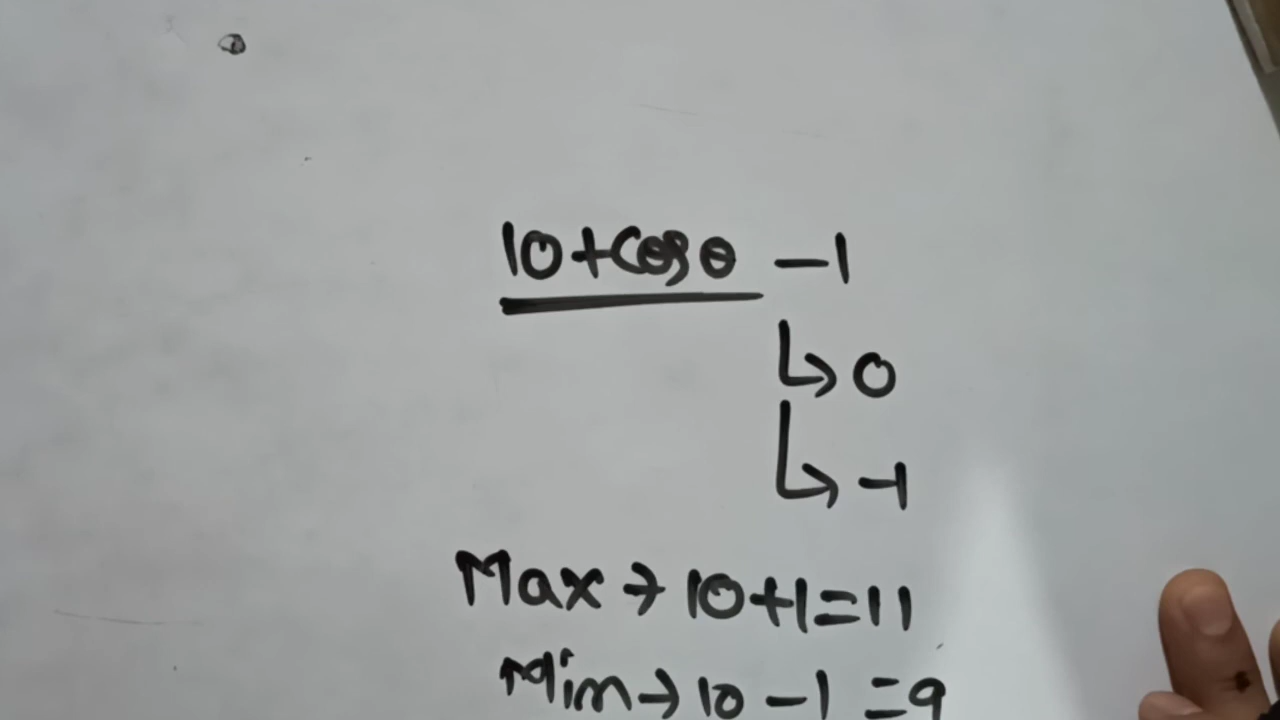 10+cosθ -1
↳ 0
↳ -1
Max → 10+1=11
Min → 10-1=9